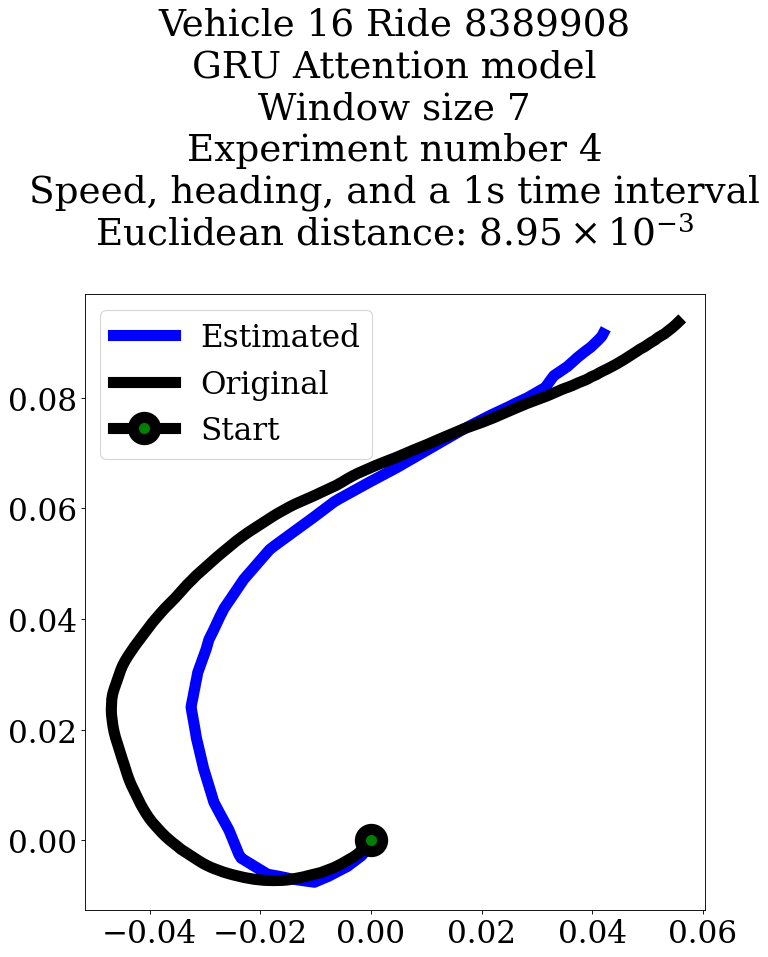 Vehicle 16 Ride 8389908
GRU Attention model
Window size 7
Experiment number 4
Speed, heading, and a 1s time interval
Euclidean distance: 8.95 × 10⁻³
Estimated
Original
Start
0.08
0.06
0.04
0.02
0.00
−0.04 −0.02 0.00 0.02 0.04 0.06